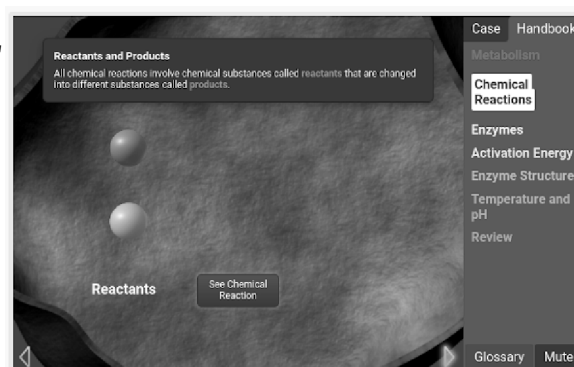 Case Handbook
Metabolism
Chemical
Reactions
Enzymes
Activation Energy
Enzyme Structure
Temperature and
pH
Review
Reactants and Products
All chemical reactions involve chemical substances called reactants that are changed
into different substances called products.
Reactants
See Chemical
Reaction
Glossary Mute